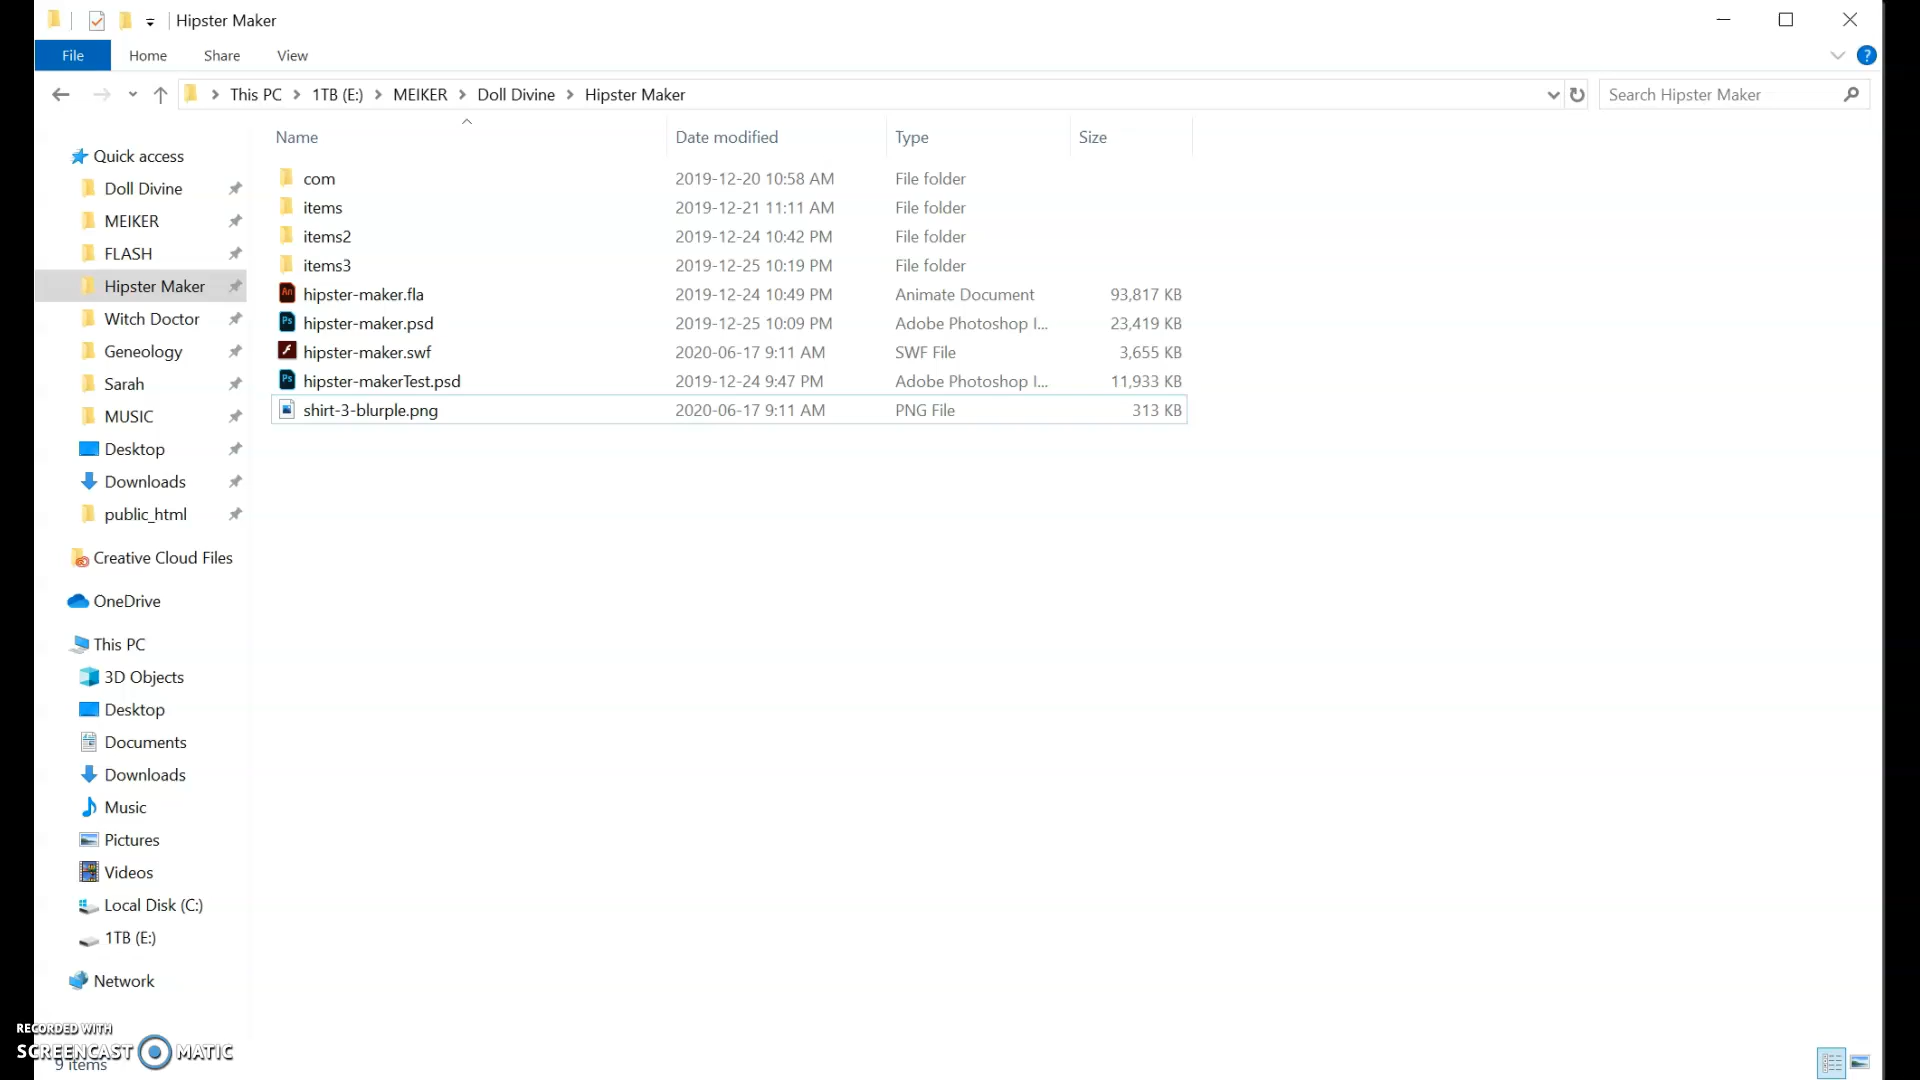 Hipster Maker
File Home Share View
This PC 1TB (E:) MEIKER Doll Divine Hipster Maker
Search Hipster Maker
Name Date modified Type Size
Quick access
Doll Divine
MEIKER
FLASH
Hipster Maker
Witch Doctor
Geneology
Sarah
MUSIC
Desktop
Downloads
public_html
Creative Cloud Files
OneDrive
This PC
3D Objects
Desktop
Documents
Downloads
Music
Pictures
Videos
Local Disk (C:)
1TB (E:)
Network
com 2019-12-20 10:58 AM File folder
items 2019-12-21 11:11 AM File folder
items2 2019-12-24 10:42 PM File folder
items3 2019-12-25 10:19 PM File folder
An hipster-maker.fla 2019-12-24 10:49 PM Animate Document 93,817 KB
Ps hipster-maker.psd 2019-12-25 10:09 PM Adobe Photoshop I... 23,419 KB
hipster-maker.swf 2020-06-17 9:11 AM SWF File 3,655 KB
Ps hipster-makerTest.psd 2019-12-24 9:47 PM Adobe Photoshop I... 11,933 KB
shirt-3-blurple.png 2020-06-17 9:11 AM PNG File 313 KB
RECORDED WITH
SCREENCAST MATIC
9 items